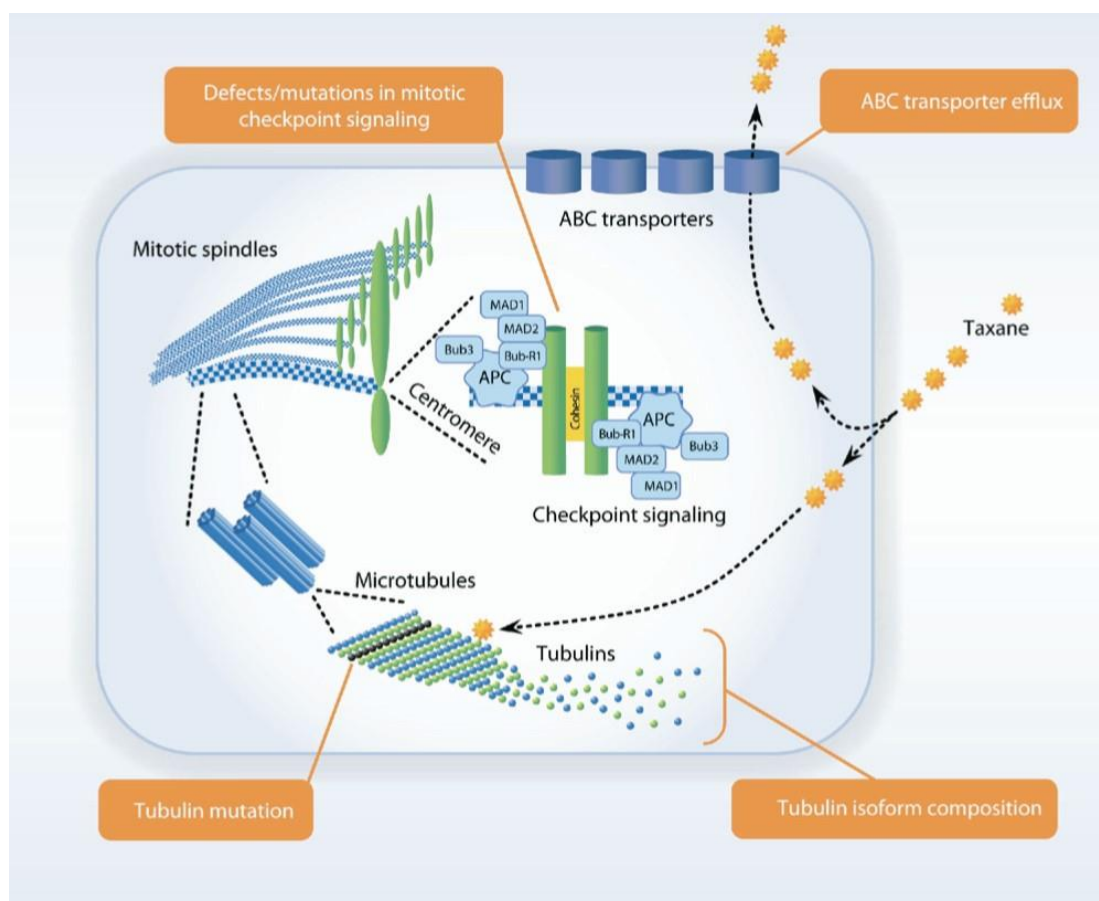 Defects/mutations in mitotic
checkpoint signaling
ABC transporter efflux
ABC transporters
Mitotic spindles
MAD1
MAD2
Bub3
Bub-R1
APC
Cohesin
Centromere
APC
Bub-R1
Bub3
MAD2
MAD1
Checkpoint signaling
Taxane
Microtubules
Tubulins
Tubulin mutation
Tubulin isoform composition